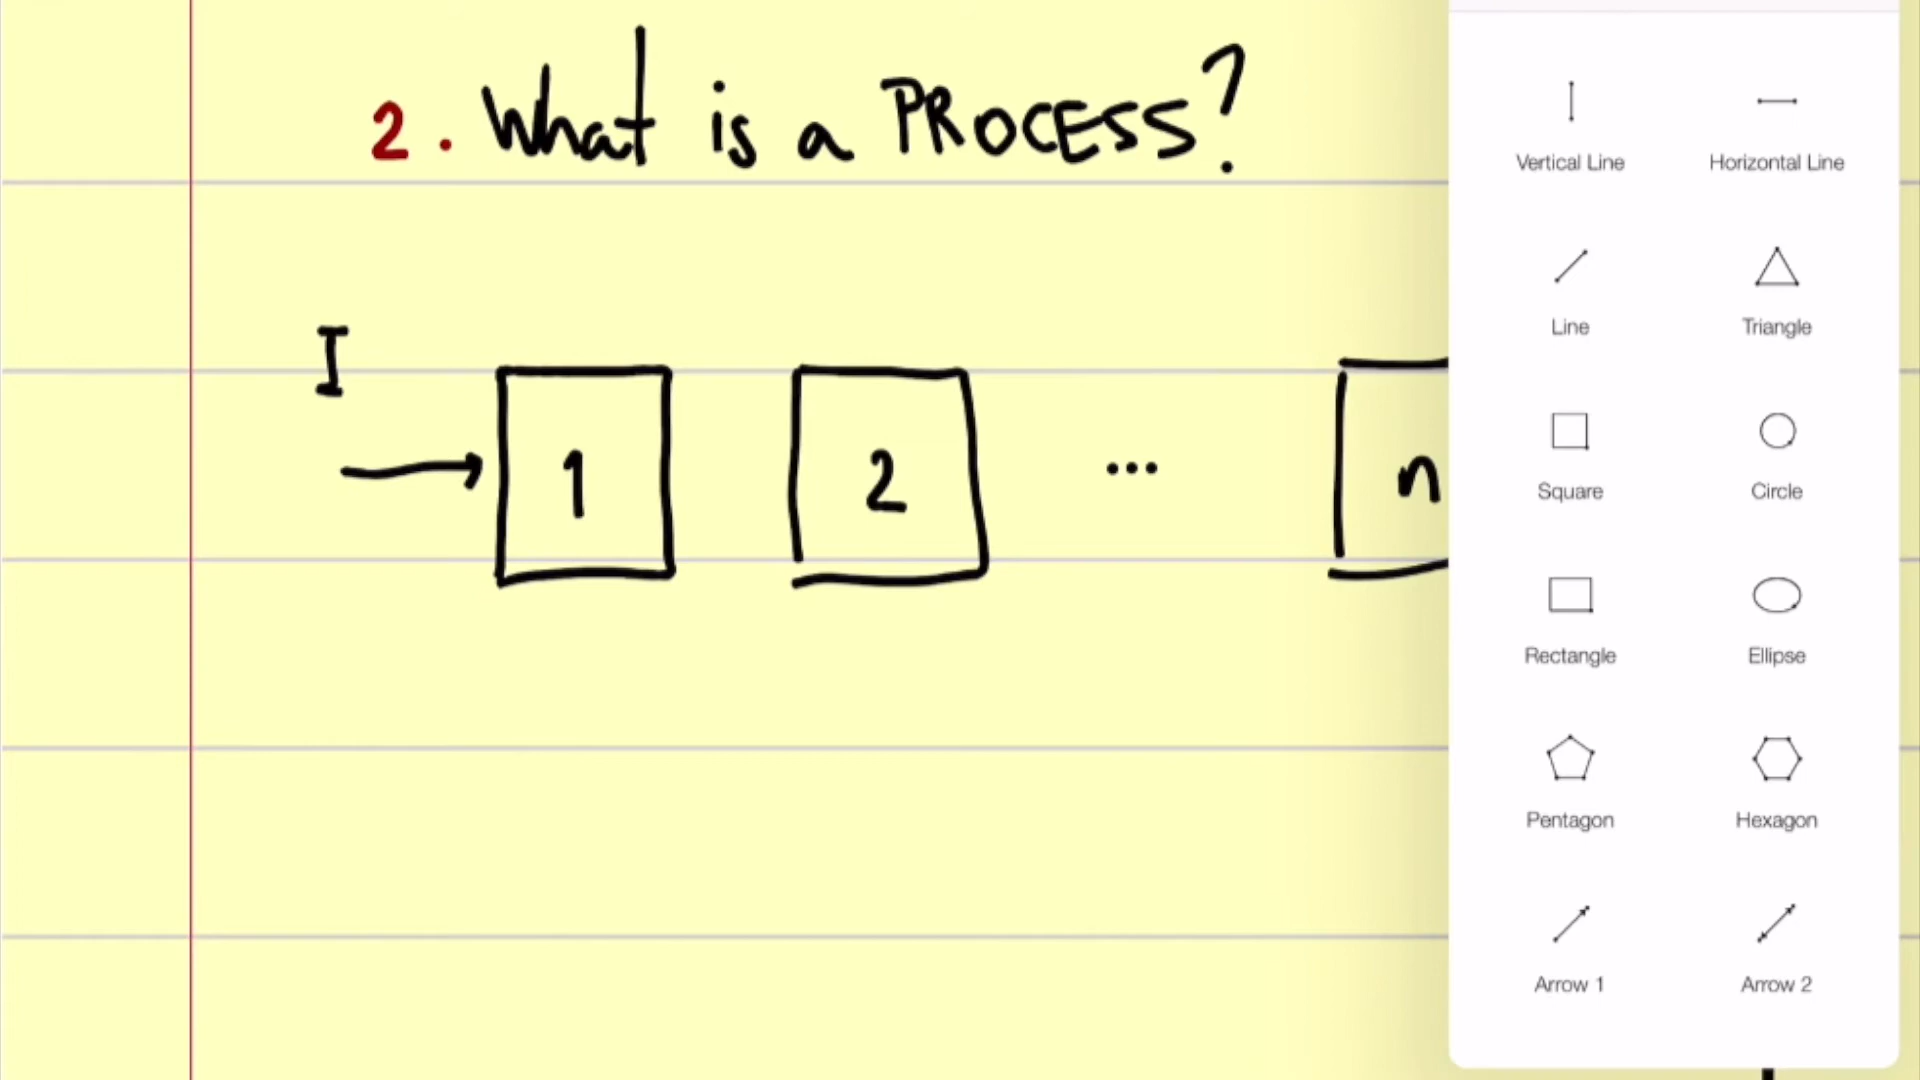 2. What is a PROCESS?
I
1 2 ... n
Vertical Line Horizontal Line
Line Triangle
Square Circle
Rectangle Ellipse
Pentagon Hexagon
Arrow 1 Arrow 2